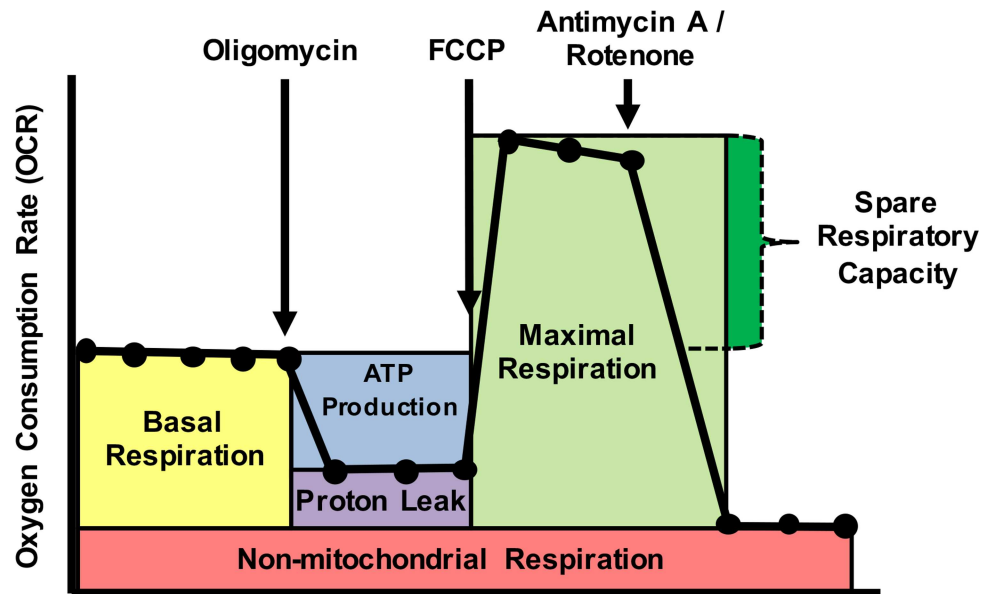 Oligomycin
FCCP
Antimycin A /
Rotenone
Oxygen Consumption Rate (OCR)
Spare
Respiratory
Capacity
Maximal
Respiration
ATP
Production
Basal
Respiration
Proton Leak
Non-mitochondrial Respiration